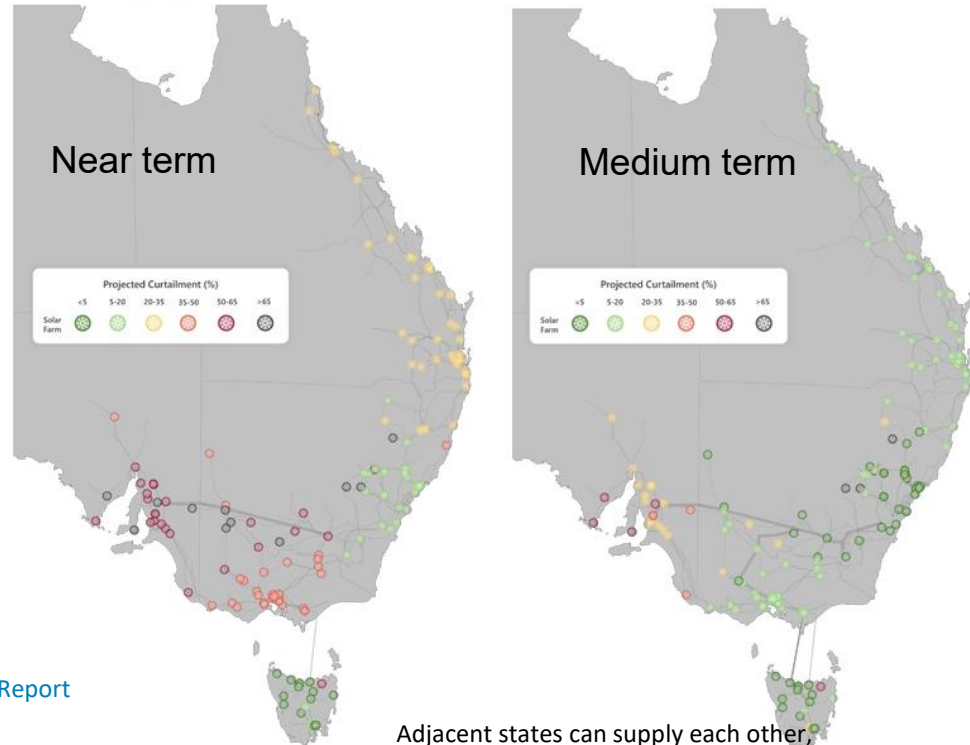 Near term
Medium term
Projected Curtailment (%)
<5 5-20 20-35 35-50 50-65 >65
Solar
Farm
Projected Curtailment (%)
<5 5-20 20-35 35-50 50-65 >65
Solar
Farm
Report
Adjacent states can supply each other,